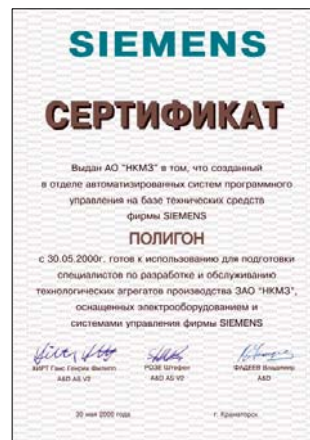 SIEMENS
СЕРТИФИКАТ
Выдан АО "НКМЗ" в том, что созданный
в отделе автоматизированных систем программного
управления на базе технических средств
фирмы SIEMENS
ПОЛИГОН
с 30.05.2000г. готов к использованию для подготовки
специалистов по разработке и обслуживанию
технологических агрегатов производства ЗАО "НКМЗ",
оснащенных электрооборудованием и
системами управления фирмы SIEMENS
Ганс Генрих Филипп РОЗЕ Штефен ФАДЕЕВ Владимир
A&D AS V2 A&D AS V2 A&D
30 мая 2000 года г. Краматорск